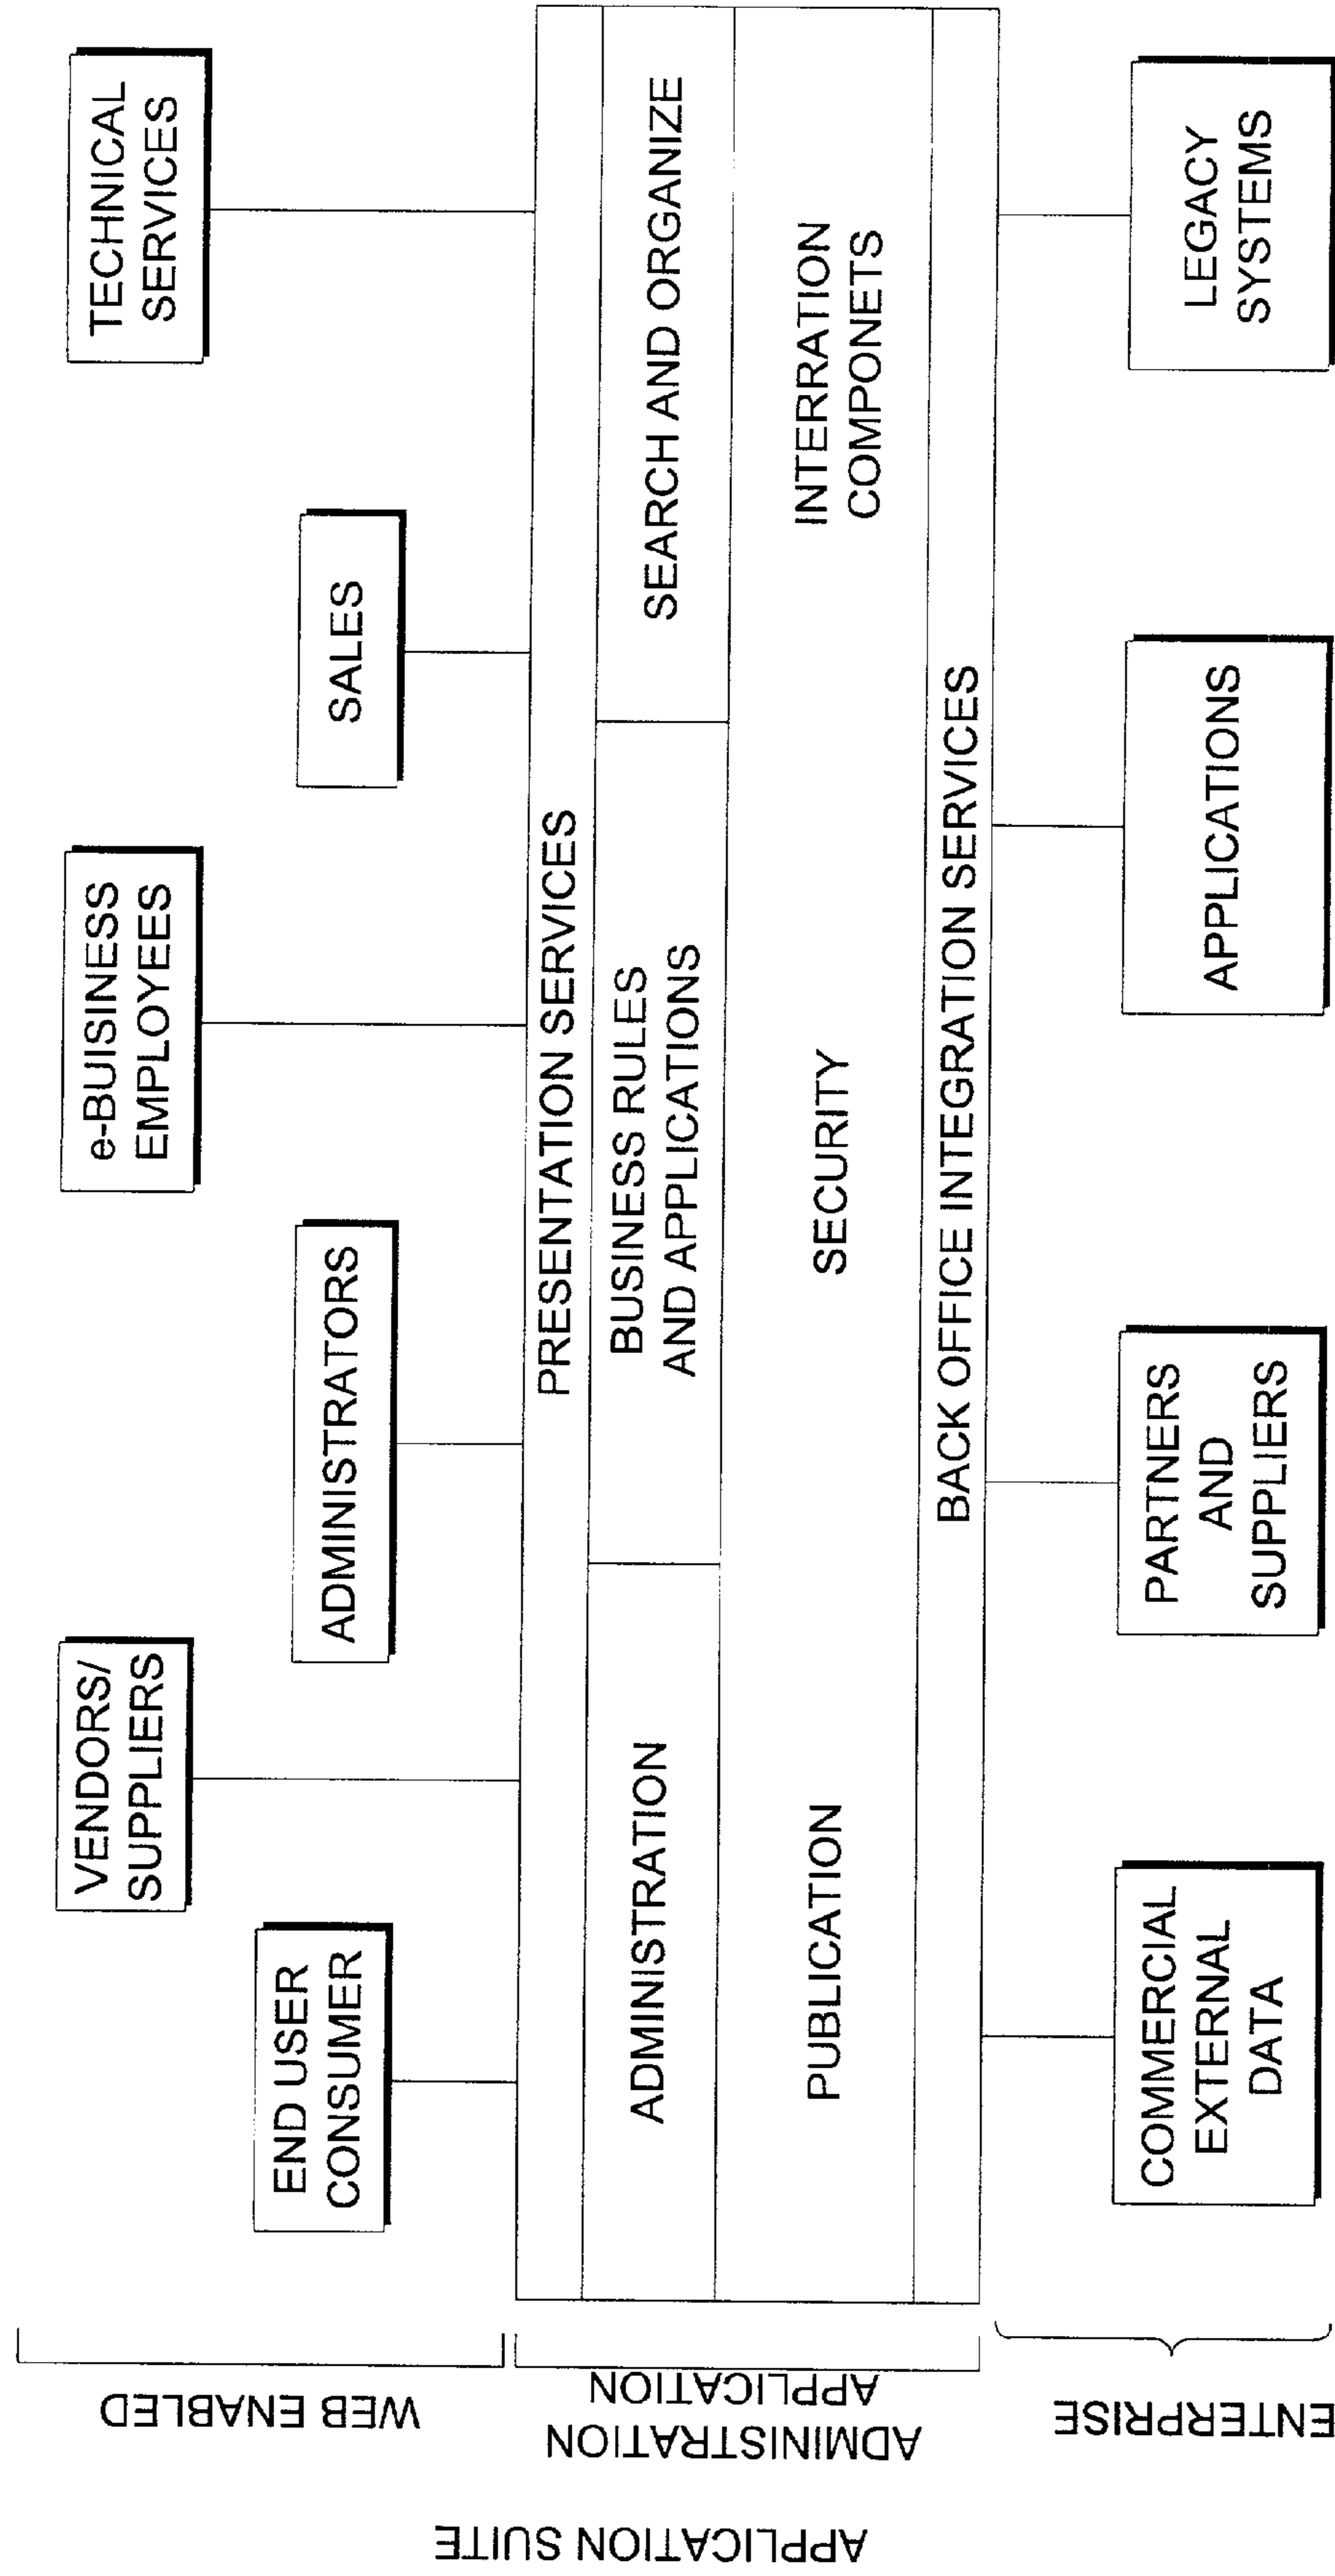 APPLICATION SUITE
WEB ENABLED
END USER
CONSUMER
VENDORS/
SUPPLIERS
ADMINISTRATORS
e-BUISINESS
EMPLOYEES
SALES
TECHNICAL
SERVICES
APPLICATION
ADMINISTRATION
PRESENTATION SERVICES
ADMINISTRATION
BUSINESS RULES
AND APPLICATIONS
SEARCH AND ORGANIZE
PUBLICATION
SECURITY
INTERRATION
COMPONETS
BACK OFFICE INTEGRATION SERVICES
ENTERPRISE
COMMERCIAL
EXTERNAL
DATA
PARTNERS
AND
SUPPLIERS
APPLICATIONS
LEGACY
SYSTEMS